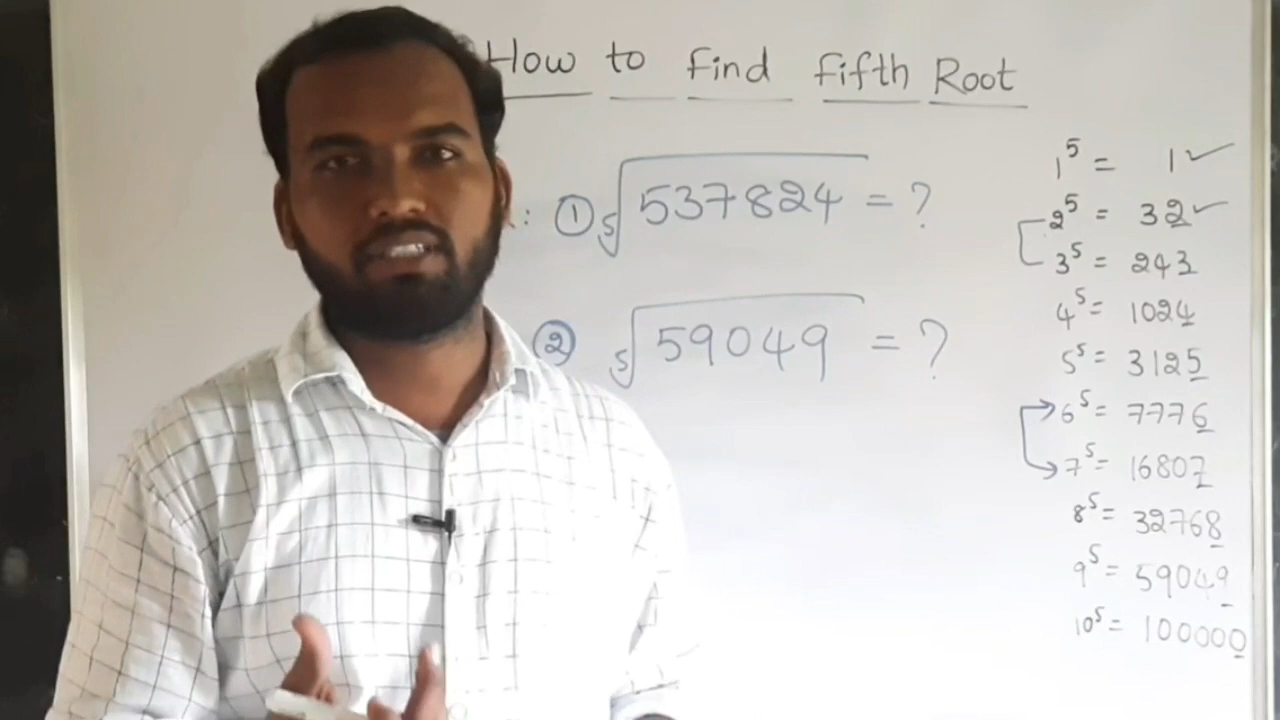 How to Find Fifth Root
: ① ⁵√537824 = ?
② ⁵√59049 = ?
1⁵ = 1 ✓
2⁵ = 32 ✓
3⁵ = 243
4⁵ = 1024
5⁵ = 3125
6⁵ = 7776
7⁵ = 16807
8⁵ = 32768
9⁵ = 59049
10⁵ = 100000